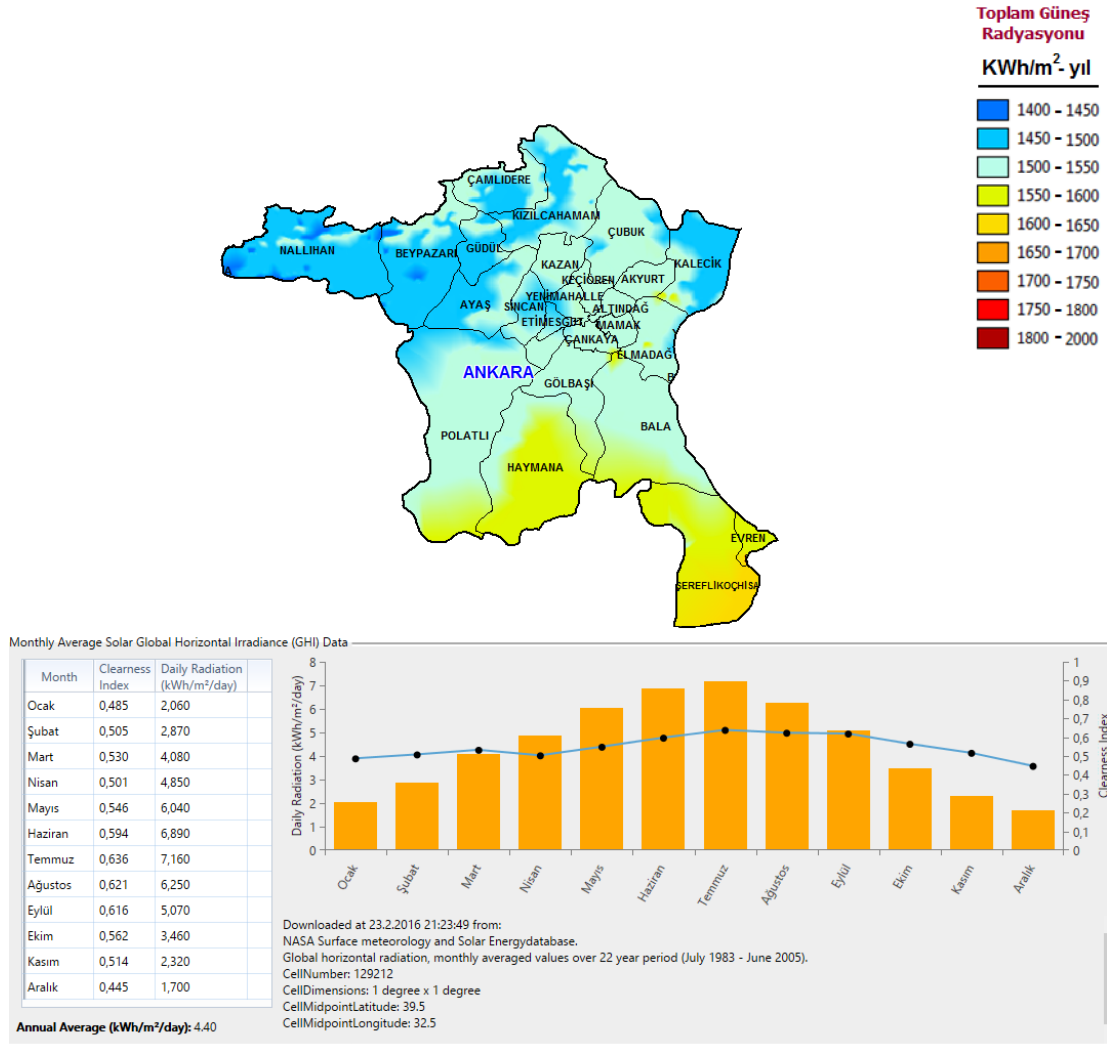 Toplam Güneş
Radyasyonu
KWh/m²- yıl
1400 - 1450
1450 - 1500
1500 - 1550
1550 - 1600
1600 - 1650
1650 - 1700
1700 - 1750
1750 - 1800
1800 - 2000
ÇAMLIDERE
KIZILCAHAMAM
ÇUBUK
NALLIHAN
BEYPAZARI
GÜDÜL
KAZAN
KALECİK
KEÇİÖREN
AKYURT
AYAŞ
SİNCAN
YENİMAHALLE
ALTINDAĞ
ETİMESGUT
MAMAK
ÇANKAYA
ELMADAĞ
ANKARA
GÖLBAŞI
B
POLATLI
BALA
HAYMANA
EVREN
ŞEREFLİKOÇHİSA
Monthly Average Solar Global Horizontal Irradiance (GHI) Data
Month Clearness Index Daily Radiation (kWh/m²/day)
Ocak 0,485 2,060
Şubat 0,505 2,870
Mart 0,530 4,080
Nisan 0,501 4,850
Mayıs 0,546 6,040
Haziran 0,594 6,890
Temmuz 0,636 7,160
Ağustos 0,621 6,250
Eylül 0,616 5,070
Ekim 0,562 3,460
Kasım 0,514 2,320
Aralık 0,445 1,700
Annual Average (kWh/m²/day): 4.40
Daily Radiation (kWh/m²/day)
8
7
6
5
4
3
2
1
0
Ocak Şubat Mart Nisan Mayıs Haziran Temmuz Ağustos Eylül Ekim Kasım Aralık
1
0,9
0,8
0,7
0,6
0,5
0,4
0,3
0,2
0,1
0
Clearness Index
Downloaded at 23.2.2016 21:23:49 from:
NASA Surface meteorology and Solar Energydatabase.
Global horizontal radiation, monthly averaged values over 22 year period (July 1983 - June 2005).
CellNumber: 129212
CellDimensions: 1 degree x 1 degree
CellMidpointLatitude: 39.5
CellMidpointLongitude: 32.5